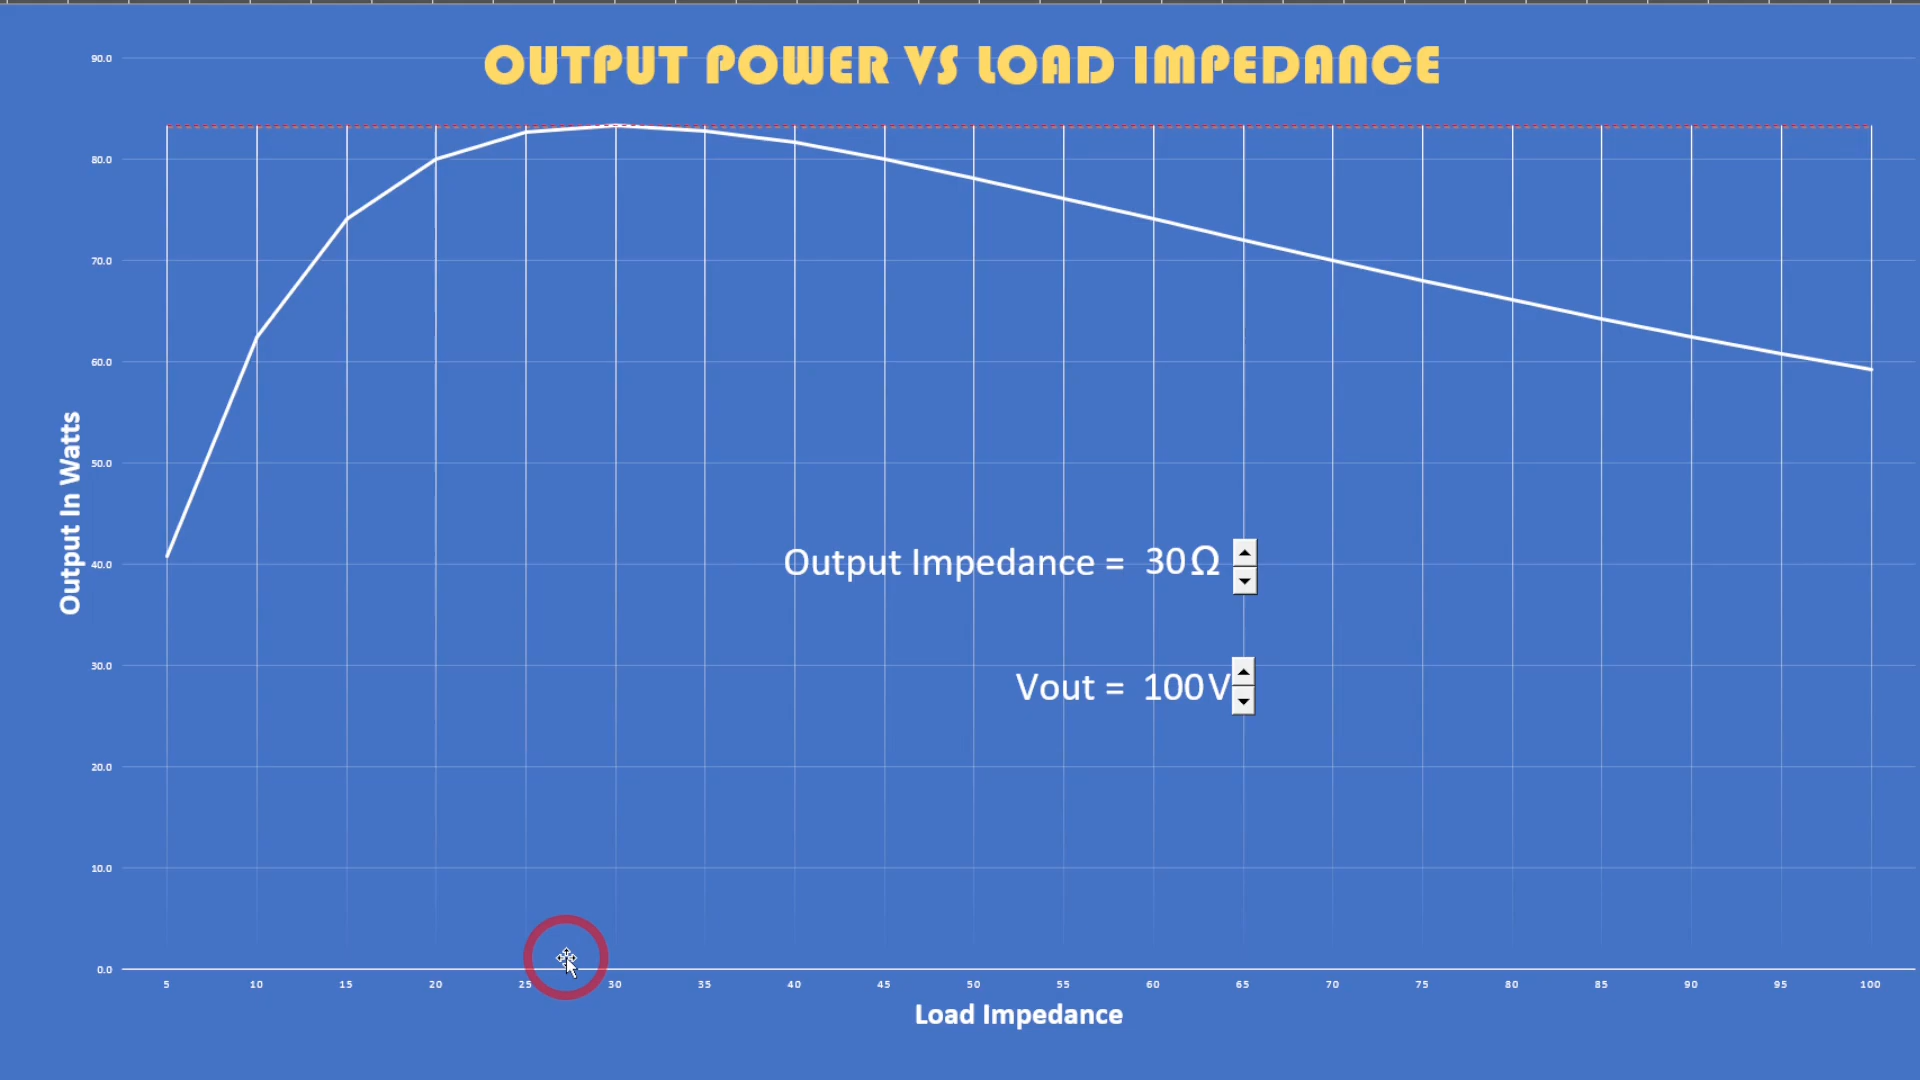 OUTPUT POWER VS LOAD IMPEDANCE
90.0
80.0
70.0
60.0
50.0
40.0
30.0
20.0
10.0
0.0
Output In Watts
Output Impedance = 30Ω
Vout = 100V
5 10 15 20 25 30 35 40 45 50 55 60 65 70 75 80 85 90 95 100
Load Impedance